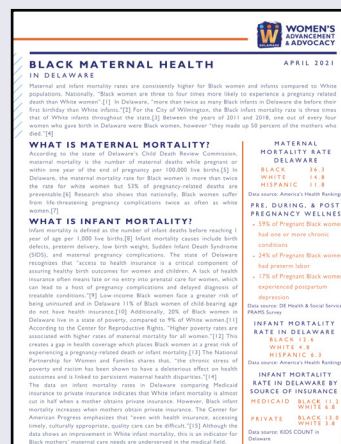 WOMEN'S
ADVANCEMENT
& ADVOCACY
DELAWARE
BLACK MATERNAL HEALTH
IN DELAWARE
APRIL 2021
Maternal and infant mortality rates are consistently higher for Black women and infants compared to White
populations. Nationally, "Black women are three to four times more likely to experience a pregnancy related
death than White women".[1] In Delaware, "more than twice as many Black infants in Delaware die before their
first birthday than White infants."[2] For the City of Wilmington, the Black infant mortality rate is three times
that of White infants throughout the state.[3] Between the years of 2011 and 2018, one out of every four
women who gave birth in Delaware were Black women, however "they made up 50 percent of the mothers who
died."[4]
WHAT IS MATERNAL MORTALITY?
According to the state of Delaware's Child Death Review Commission,
maternal mortality is the number of maternal deaths while pregnant or
within one year of the end of pregnancy per 100,000 live births.[5] In
Delaware, the maternal mortality rate for Black women is more than twice
the rate for white women but 53% of pregnancy-related deaths are
preventable.[6] Research also shows that nationally, Black women suffer
from life-threatening pregnancy complications twice as often as white
women.[7]
WHAT IS INFANT MORTALITY?
Infant mortality is defined as the number of infant deaths before reaching 1
year of age per 1,000 live births.[8] Infant mortality causes include birth
defects, preterm delivery, low birth weight, Sudden Infant Death Syndrome
(SIDS), and maternal pregnancy complications. The state of Delaware
recognizes that "access to health insurance is a critical component of
assuring healthy birth outcomes for women and children. A lack of health
insurance often means late or no entry into prenatal care for women, which
can lead to a host of pregnancy complications and delayed diagnosis of
treatable conditions."[9] Low-income Black women face a greater risk of
being uninsured and in Delaware 11% of Black women of child-bearing age
do not have health insurance.[10] Additionally, 20% of Black women in
Delaware live in a state of poverty, compared to 9% of White women.[11]
According to the Center for Reproductive Rights, "Higher poverty rates are
associated with higher rates of maternal mortality for all women."[12] This
creates a gap in health coverage which places Black women at a great risk of
experiencing a pregnancy-related death or infant mortality.[13] The National
Partnership for Women and Families shares that, "the chronic stress of
poverty and racism has been shown to have a deleterious effect on health
outcomes and is linked to persistent maternal health disparities."[14]
The data on infant mortality rates in Delaware comparing Medicaid
insurance to private insurance indicates that White infant mortality is almost
cut in half when a mother obtains private insurance. However, Black infant
mortality increases when mothers obtain private insurance. The Center for
American Progress emphasizes that "even with health insurance, accessing
timely, culturally appropriate, quality care can be difficult."[15] Although the
data shows an improvement in White infant mortality, this is an indicator for
Black mothers' maternal care needs are underserved in the medical field.
MATERNAL
MORTALITY RATE
DELAWARE
BLACK 36.3
WHITE 14.8
HISPANIC 11.8
Data source: America's Health Rankings
PRE, DURING, & POST
PREGNANCY WELLNES
59% of Pregnant Black wome
had one or more chronic
conditions
24% of Pregnant Black wome
had preterm labor
17% of Pregnant Black wome
experienced postpartum
depression
Data source: DE Health & Social Service
PRAMS Survey
INFANT MORTALITY
RATE IN DELAWARE
BLACK 12.6
WHITE 4.8
HISPANIC 6.3
Data source: America's Health Rankings
INFANT MORTALITY
RATE IN DELAWARE BY
SOURCE OF INSURANCE
MEDICAID BLACK 11.2
WHITE 6.8
PRIVATE BLACK 13.0
WHITE 3.8
Data source: KIDS COUNT in
Delaware